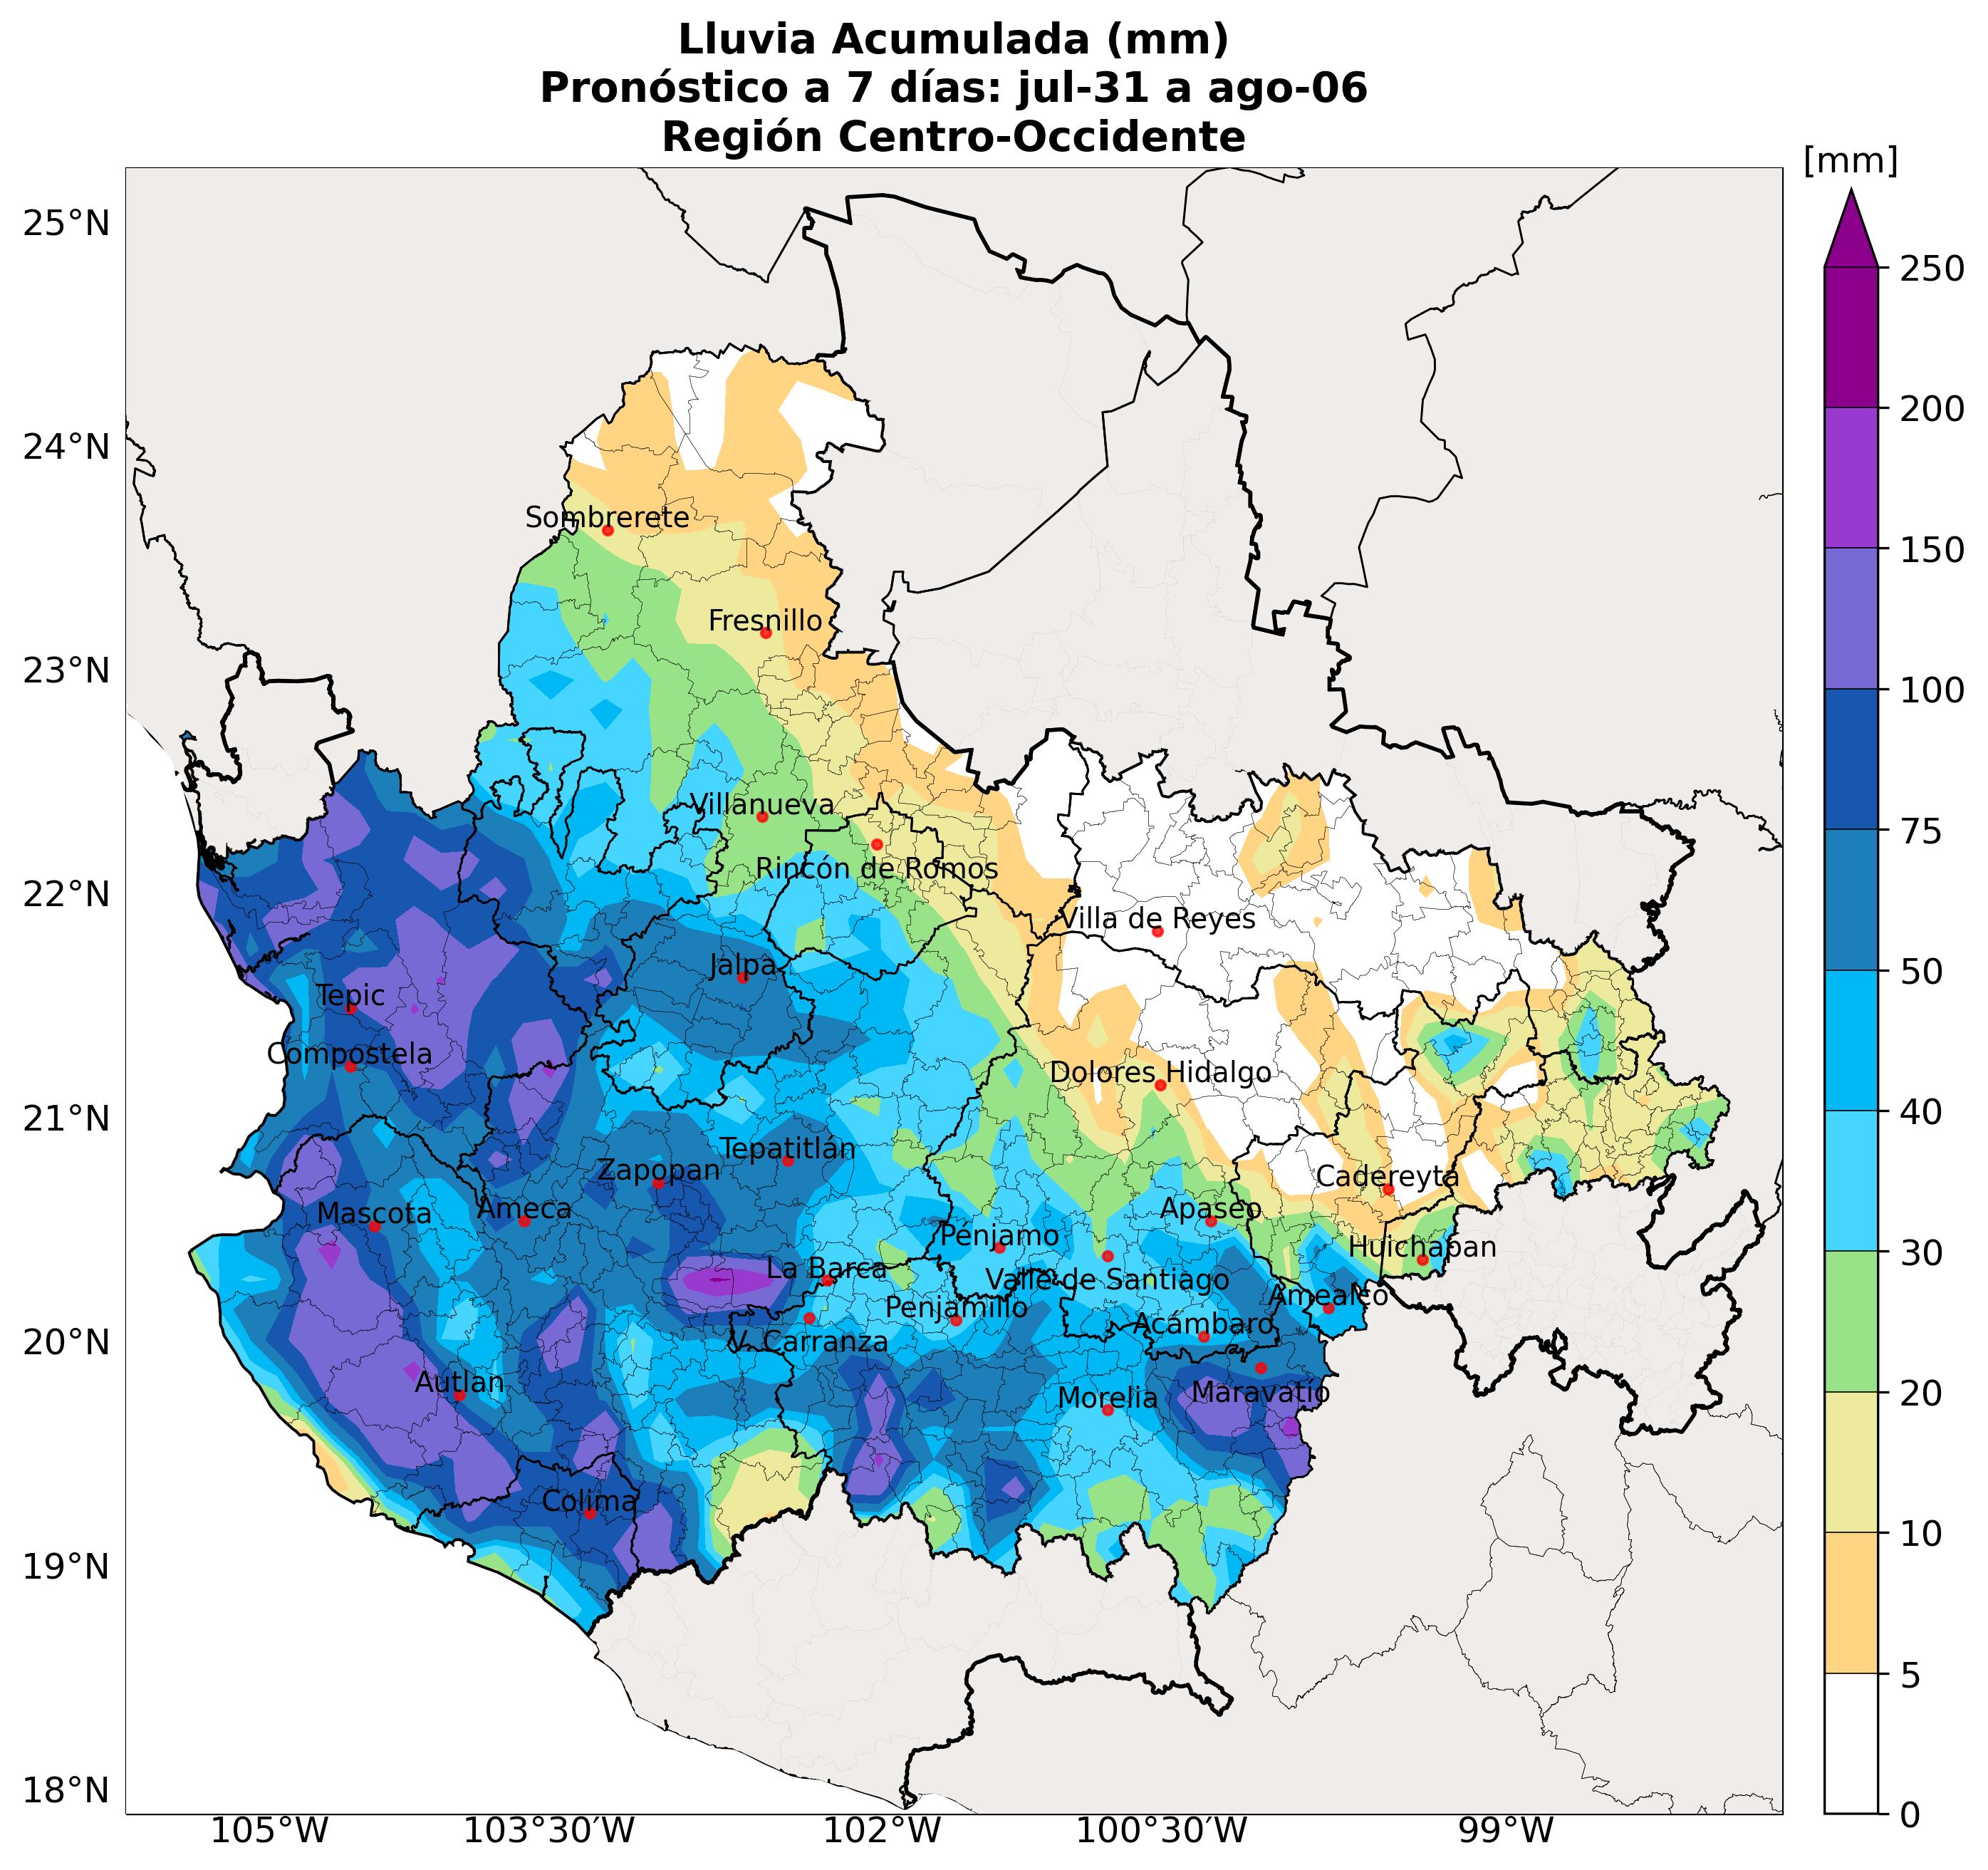 Lluvia Acumulada (mm)
Pronóstico a 7 días: jul-31 a ago-06
Región Centro-Occidente
[mm]
25°N
24°N
23°N
22°N
21°N
20°N
19°N
18°N
Sombrerete
Fresnillo
Villanueva
Rincón de Romos
Villa de Reyes
Jalpa
Tepic
Compostela
Dolores Hidalgo
Tepatitlán
Zapopan
Cadereyta
Mascota
Ameca
Apaseo
Pénjamo
Huichapan
La Barca
Valle de Santiago
Amealco
Penjamillo
Acámbaro
V. Carranza
Autlan
Morelia
Maravatío
Colima
250
200
150
100
75
50
40
30
20
10
5
0
105°W
103°30'W
102°W
100°30'W
99°W